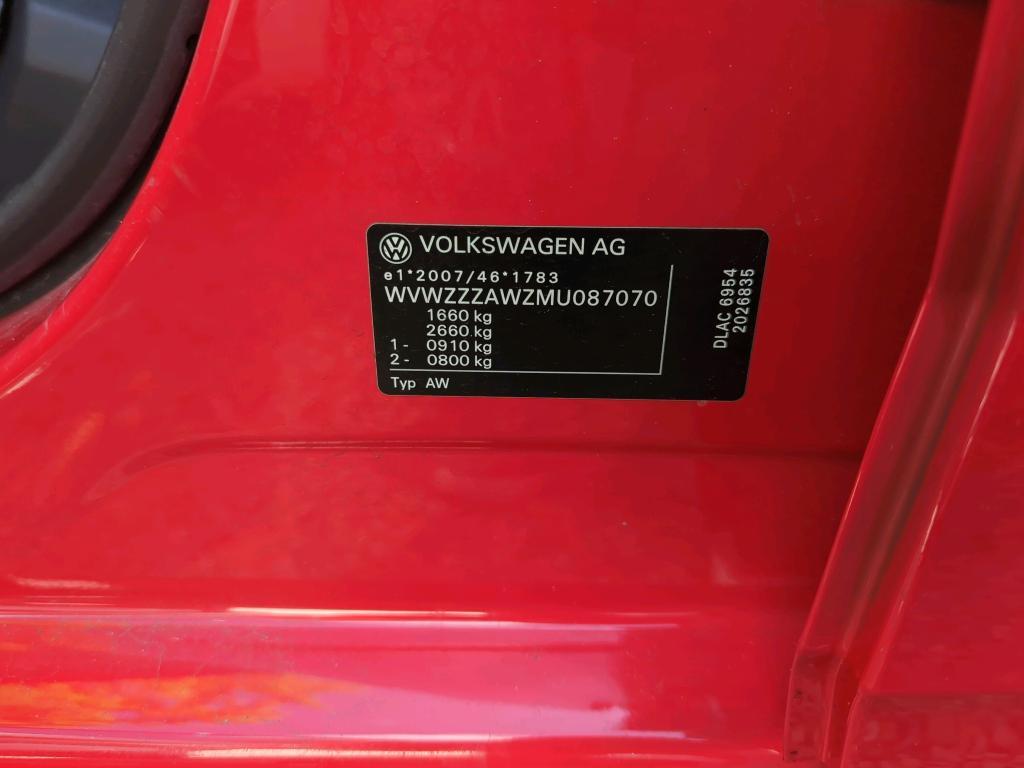 VOLKSWAGEN AG
e1*2007/46*1783
WVWZZZAWZMU087070
1660 kg
2660 kg
1 - 0910 kg
2 - 0800 kg
Typ AW
DLAC 6954
2026835